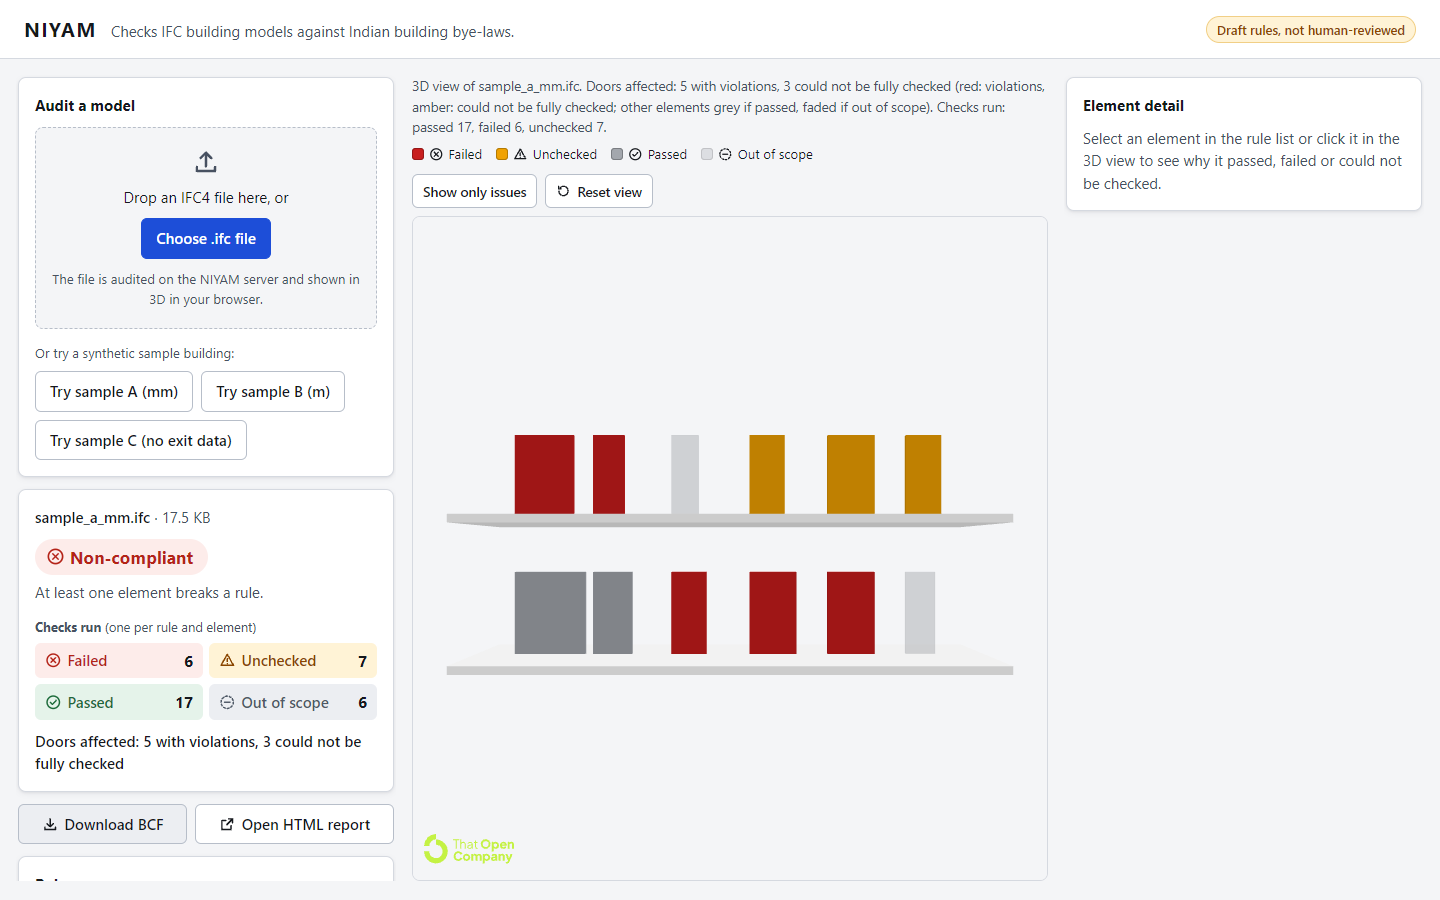 NIYAM
Checks IFC building models against Indian building bye-laws.
Draft rules, not human-reviewed
Audit a model
Drop an IFC4 file here, or
Choose .ifc file
The file is audited on the NIYAM server and shown in
3D in your browser.
Or try a synthetic sample building:
Try sample A (mm)
Try sample B (m)
Try sample C (no exit data)
sample_a_mm.ifc · 17.5 KB
Non-compliant
At least one element breaks a rule.
Checks run (one per rule and element)
Failed 6
Unchecked 7
Passed 17
Out of scope 6
Doors affected: 5 with violations, 3 could not be
fully checked
Download BCF
Open HTML report
3D view of sample_a_mm.ifc. Doors affected: 5 with violations, 3 could not be fully checked (red: violations,
amber: could not be fully checked; other elements grey if passed, faded if out of scope). Checks run:
passed 17, failed 6, unchecked 7.
Failed
Unchecked
Passed
Out of scope
Show only issues
Reset view
That Open
Company
Element detail
Select an element in the rule list or click it in the
3D view to see why it passed, failed or could not
be checked.